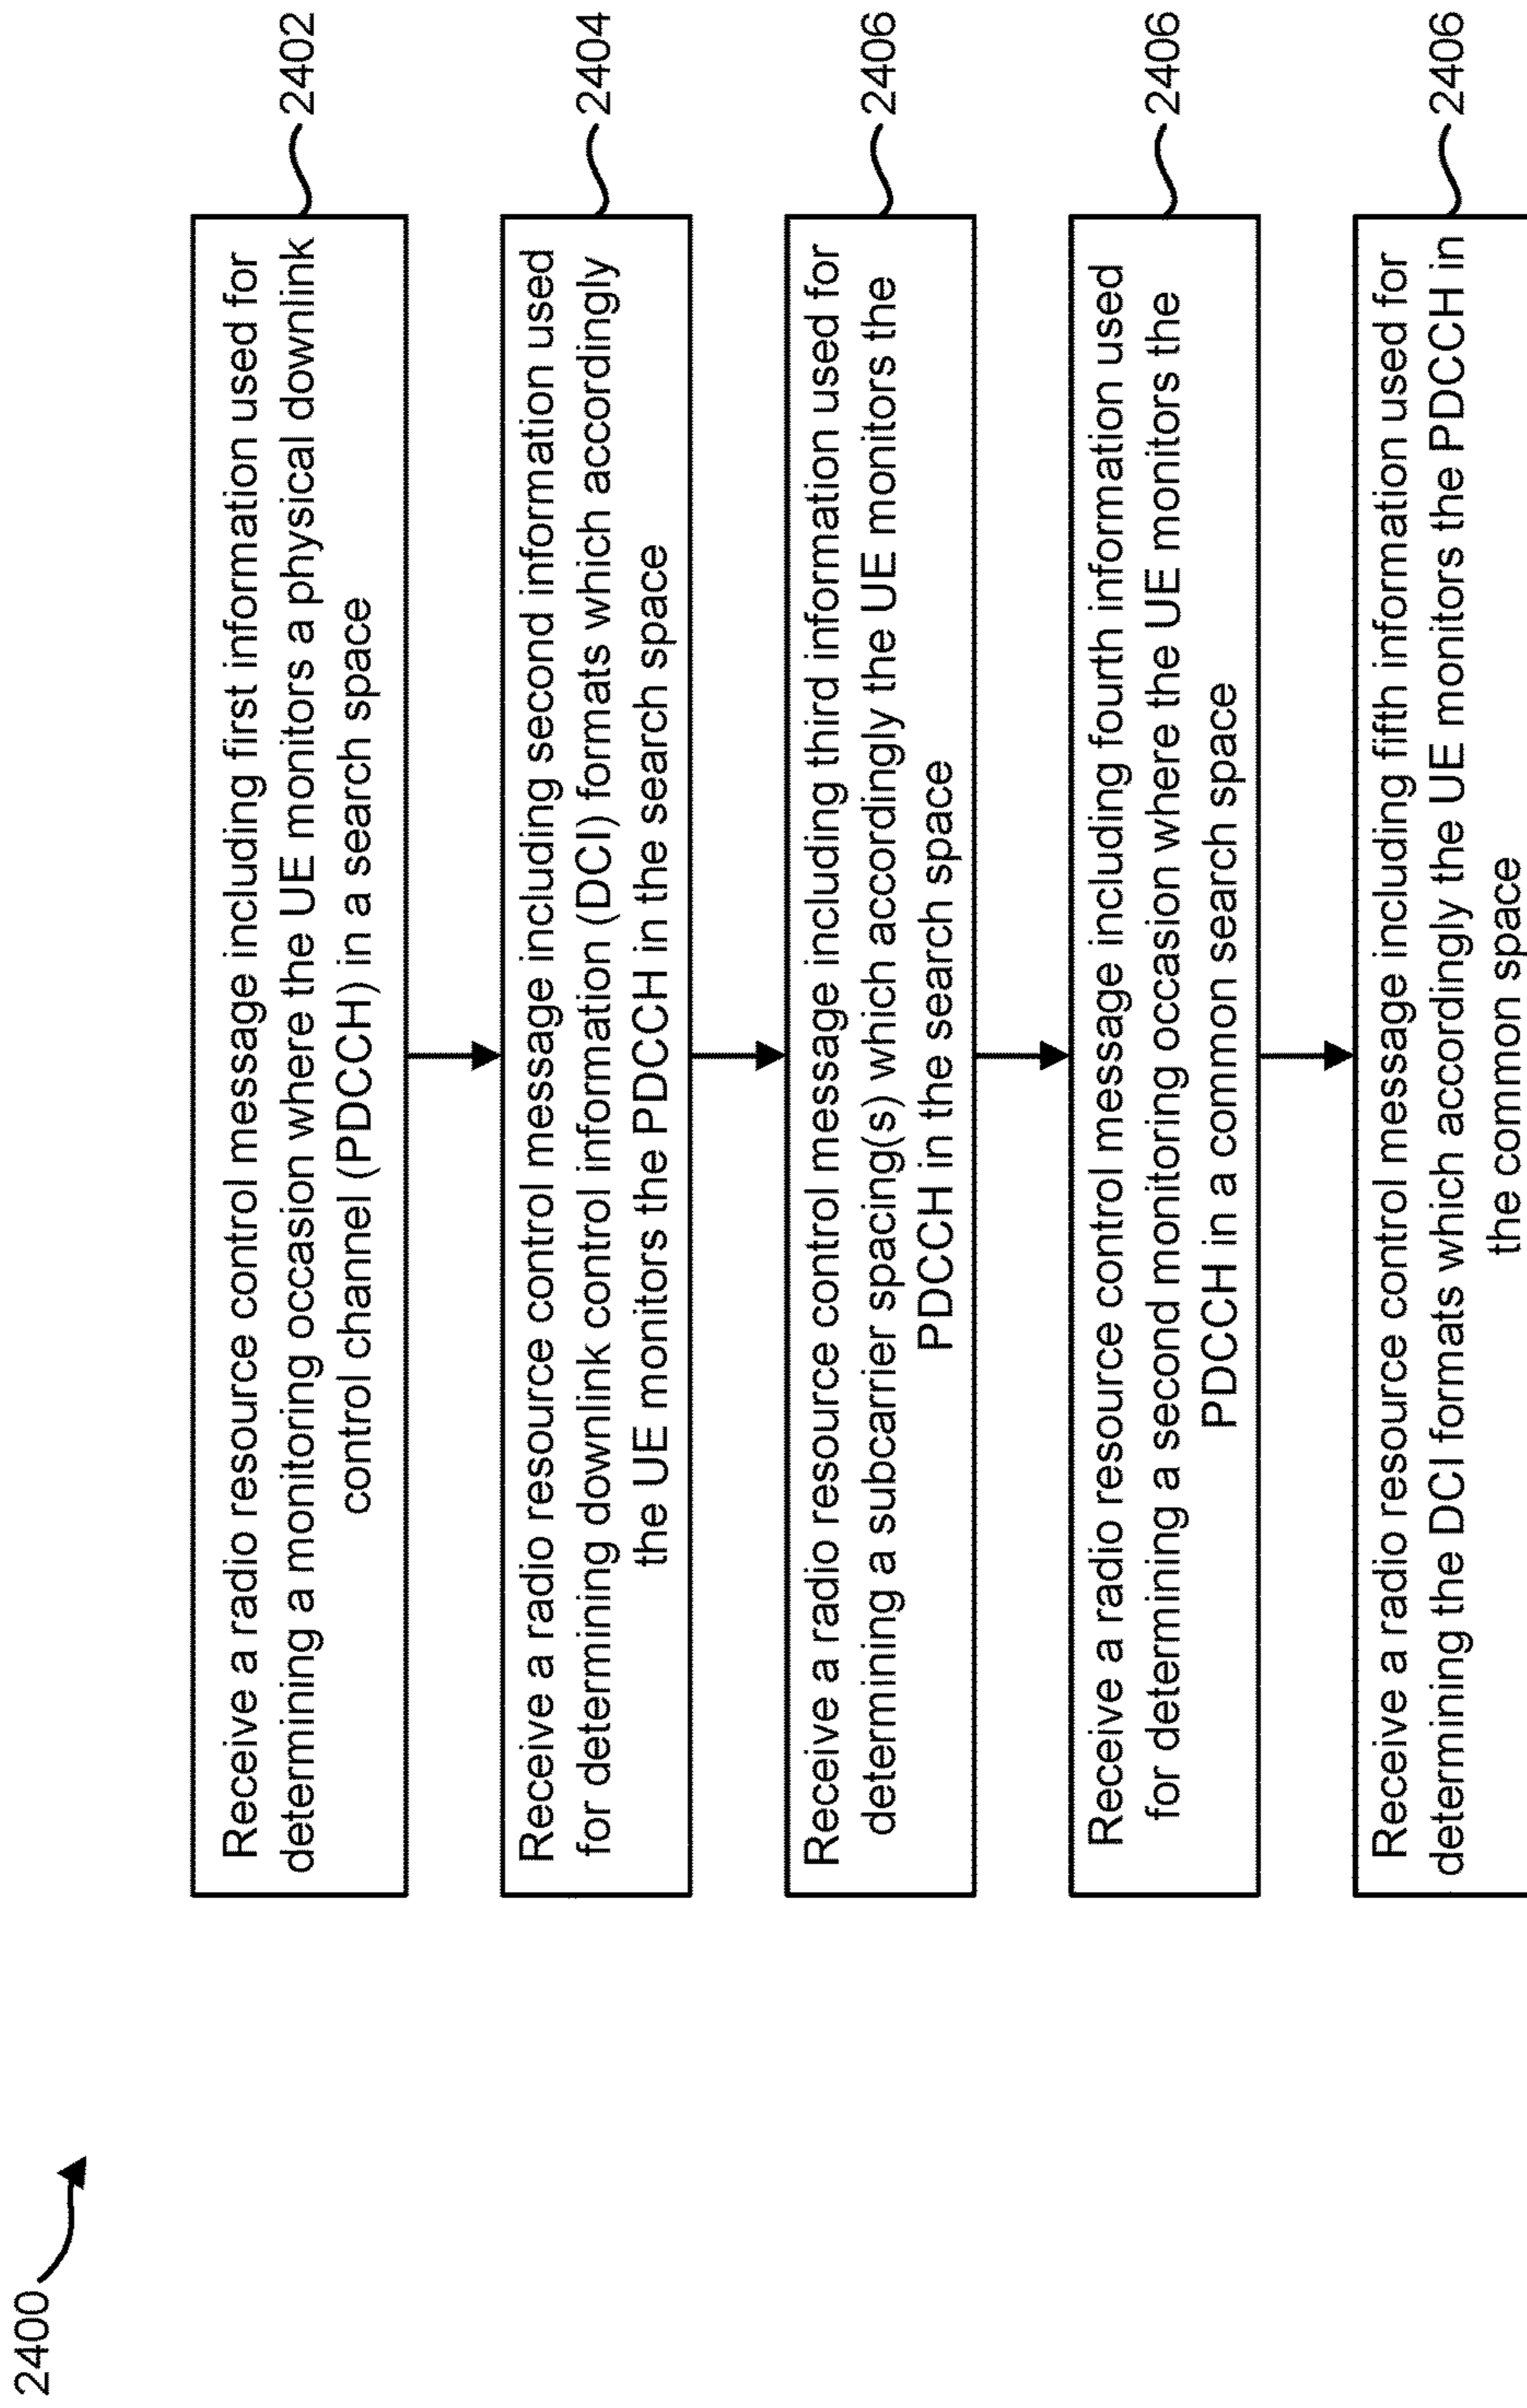 2400
Receive a radio resource control message including first information used for
determining a monitoring occasion where the UE monitors a physical downlink
control channel (PDCCH) in a search space
2402
Receive a radio resource control message including second information used
for determining downlink control information (DCI) formats which accordingly
the UE monitors the PDCCH in the search space
2404
Receive a radio resource control message including third information used for
determining a subcarrier spacing(s) which accordingly the UE monitors the
PDCCH in the search space
2406
Receive a radio resource control message including fourth information used
for determining a second monitoring occasion where the UE monitors the
PDCCH in a common search space
2406
Receive a radio resource control message including fifth information used for
determining the DCI formats which accordingly the UE monitors the PDCCH in
the common space
2406